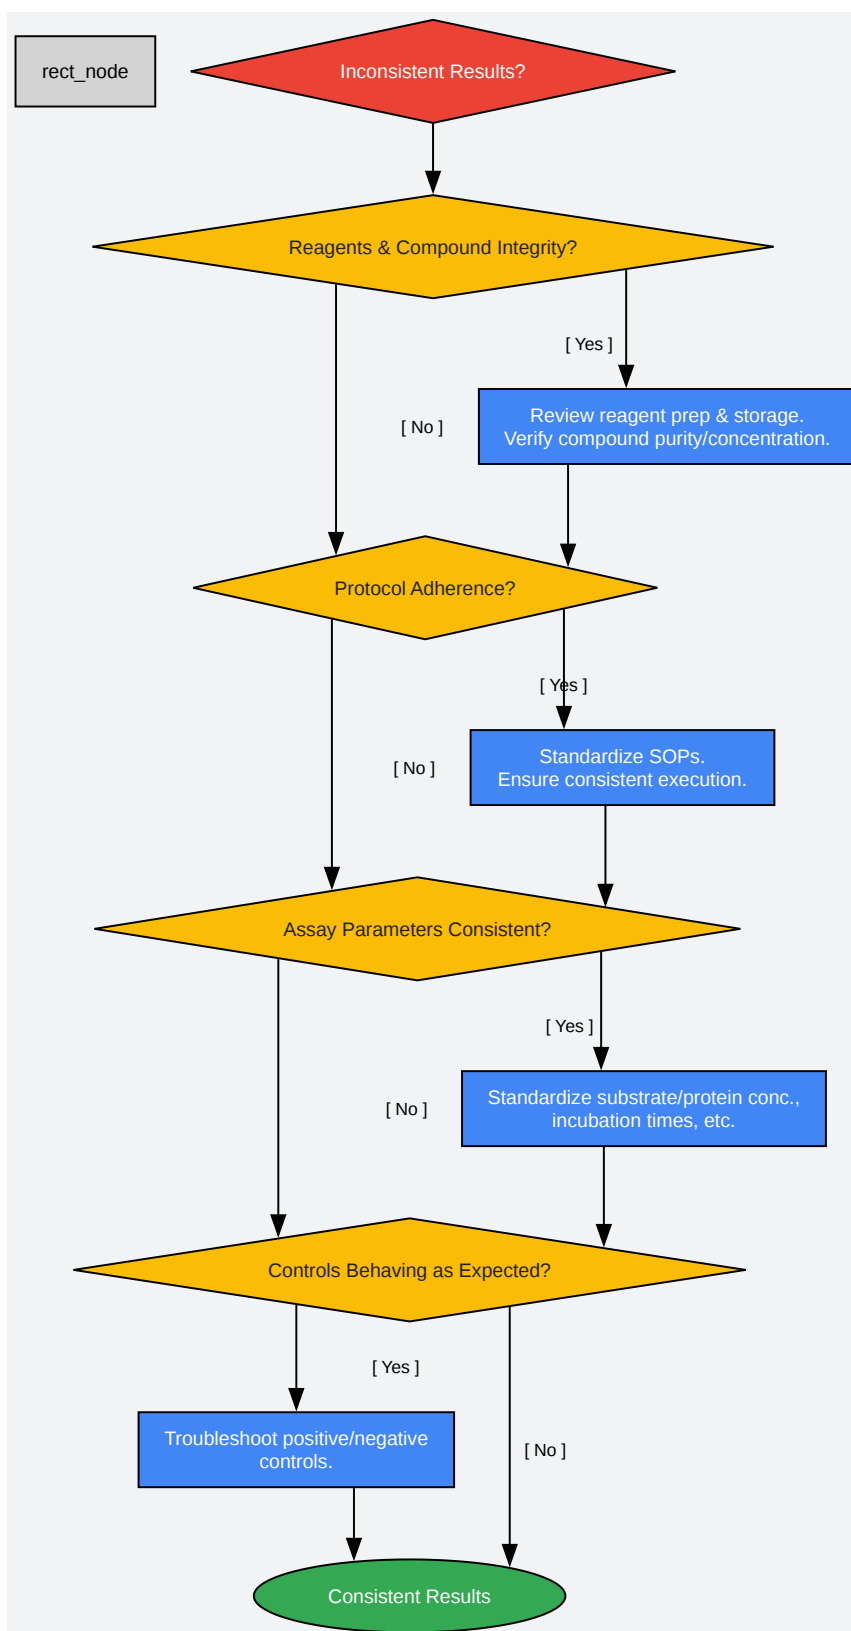 rect_node
Inconsistent Results?
Reagents & Compound Integrity?
[ Yes ]
[ No ]
Review reagent prep & storage.
Verify compound purity/concentration.
Protocol Adherence?
[ Yes ]
[ No ]
Standardize SOPs.
Ensure consistent execution.
Assay Parameters Consistent?
[ Yes ]
[ No ]
Standardize substrate/protein conc.,
incubation times, etc.
Controls Behaving as Expected?
[ Yes ]
Troubleshoot positive/negative
controls.
[ No ]
Consistent Results